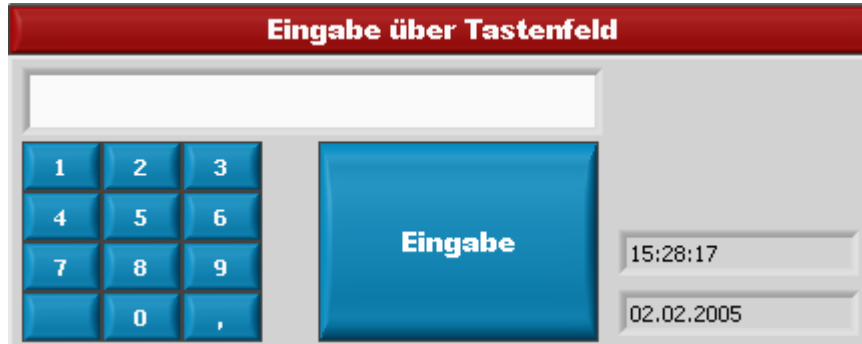 Eingabe über Tastenfeld
1 2 3
4 5 6
7 8 9
0 ,
Eingabe
15:28:17
02.02.2005